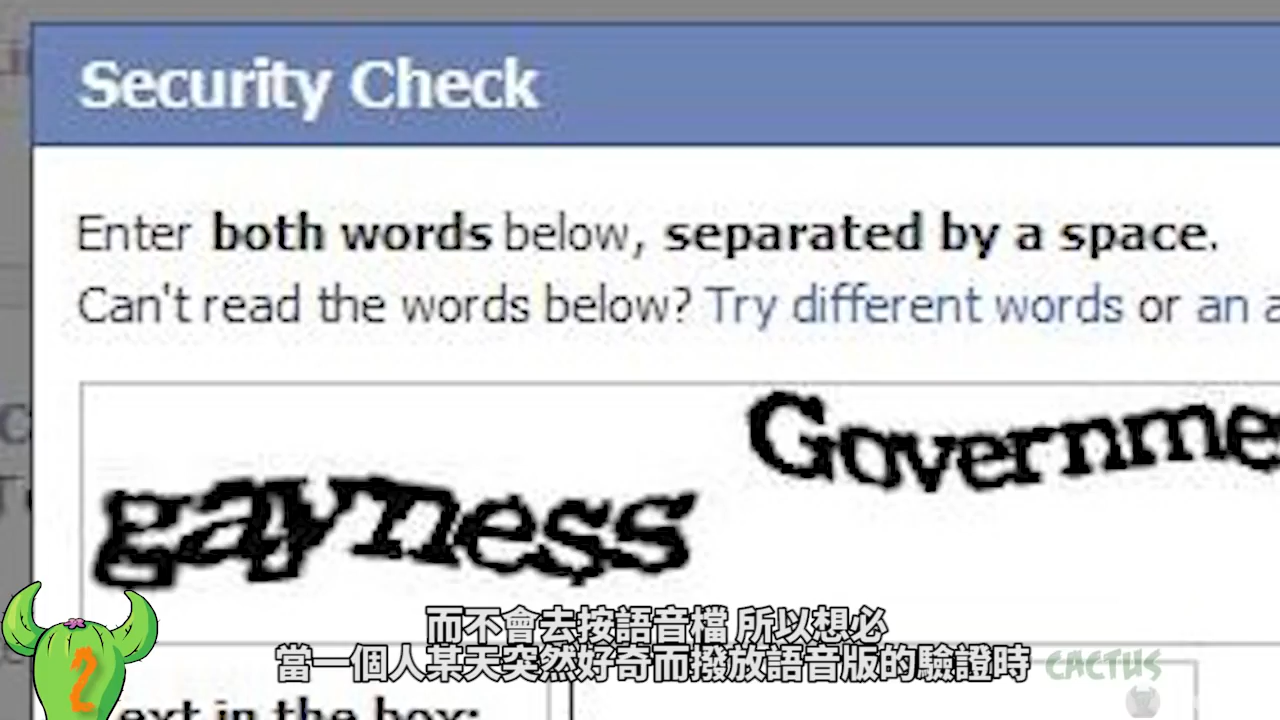 Security Check
Enter both words below, separated by a space.
Can't read the words below? Try different words or an a
Governme
gayness
而不會去按語音檔 所以想必
當一個人某天突然好奇而撥放語音版的驗證時
CACTUS
2
ext in the box: